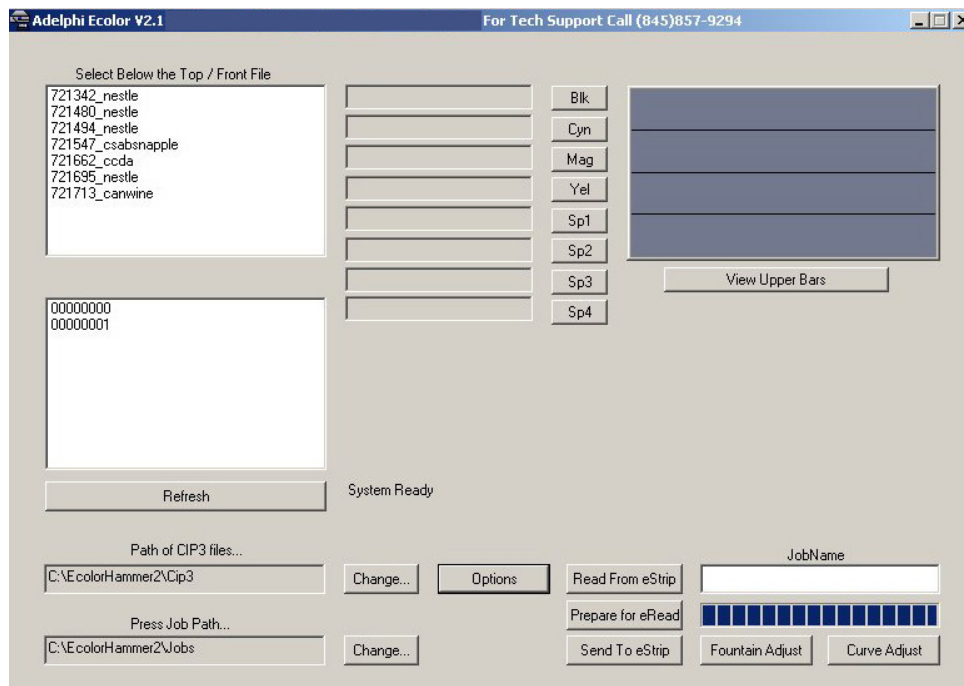 Adelphi Ecolor V2.1 For Tech Support Call (845)857-9294
Select Below the Top / Front File
721342_nestle
721480_nestle
721494_nestle
721547_csabsnapple
721662_ccda
721695_nestle
721713_canwine
Blk
Cyn
Mag
Yel
Sp1
Sp2
Sp3
Sp4
View Upper Bars
00000000
00000001
Refresh
System Ready
Path of CIP3 files...
C:\EcolorHammer2\Cip3
Change...
Options
Read From eStrip
JobName
Prepare for eRead
Press Job Path...
C:\EcolorHammer2\Jobs
Change...
Send To eStrip
Fountain Adjust
Curve Adjust